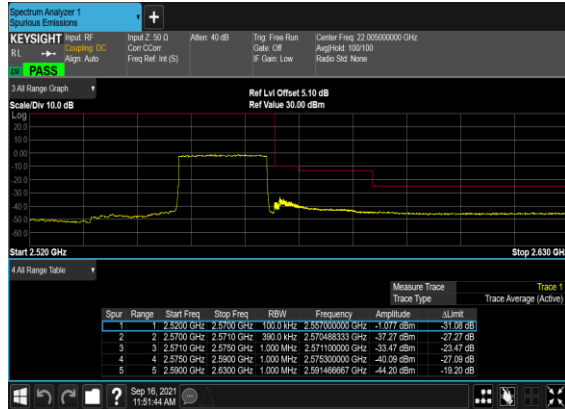 Spectrum Analyzer 1
Spurious Emissions
+
KEYSIGHT Input: RF Input Z: 50 Ω Atten: 40 dB Trig: Free Run Center Freq: 22.005000000 GHz
RL Coupling: DC Corr CCorr Gate: Off Avg|Hold: 100/100
Align: Auto Freq Ref: Int (S) IF Gain: Low Radio Std: None
PASS
3 All Range Graph
Ref Lvl Offset 5.10 dB
Scale/Div 10.0 dB Ref Value 30.00 dBm
Log
20.0
10.0
0.00
-10.0
-20.0
-30.0
-40.0
-50.0
-60.0
Start 2.520 GHz Stop 2.630 GHz
4 All Range Table
Measure Trace Trace 1
Trace Type Trace Average (Active)
Spur Range Start Freq Stop Freq RBW Frequency Amplitude ΔLimit
1 1 2.5200 GHz 2.5700 GHz 100.0 kHz 2.557000000 GHz -1.077 dBm -31.08 dB
2 2 2.5700 GHz 2.5710 GHz 390.0 kHz 2.570488333 GHz -37.27 dBm -27.27 dB
3 3 2.5710 GHz 2.5750 GHz 1.000 MHz 2.571100000 GHz -33.47 dBm -23.47 dB
4 4 2.5750 GHz 2.5900 GHz 1.000 MHz 2.575300000 GHz -40.09 dBm -27.09 dB
5 5 2.5900 GHz 2.6300 GHz 1.000 MHz 2.591466667 GHz -44.20 dBm -19.20 dB
?
Sep 16, 2021
11:51:44 AM